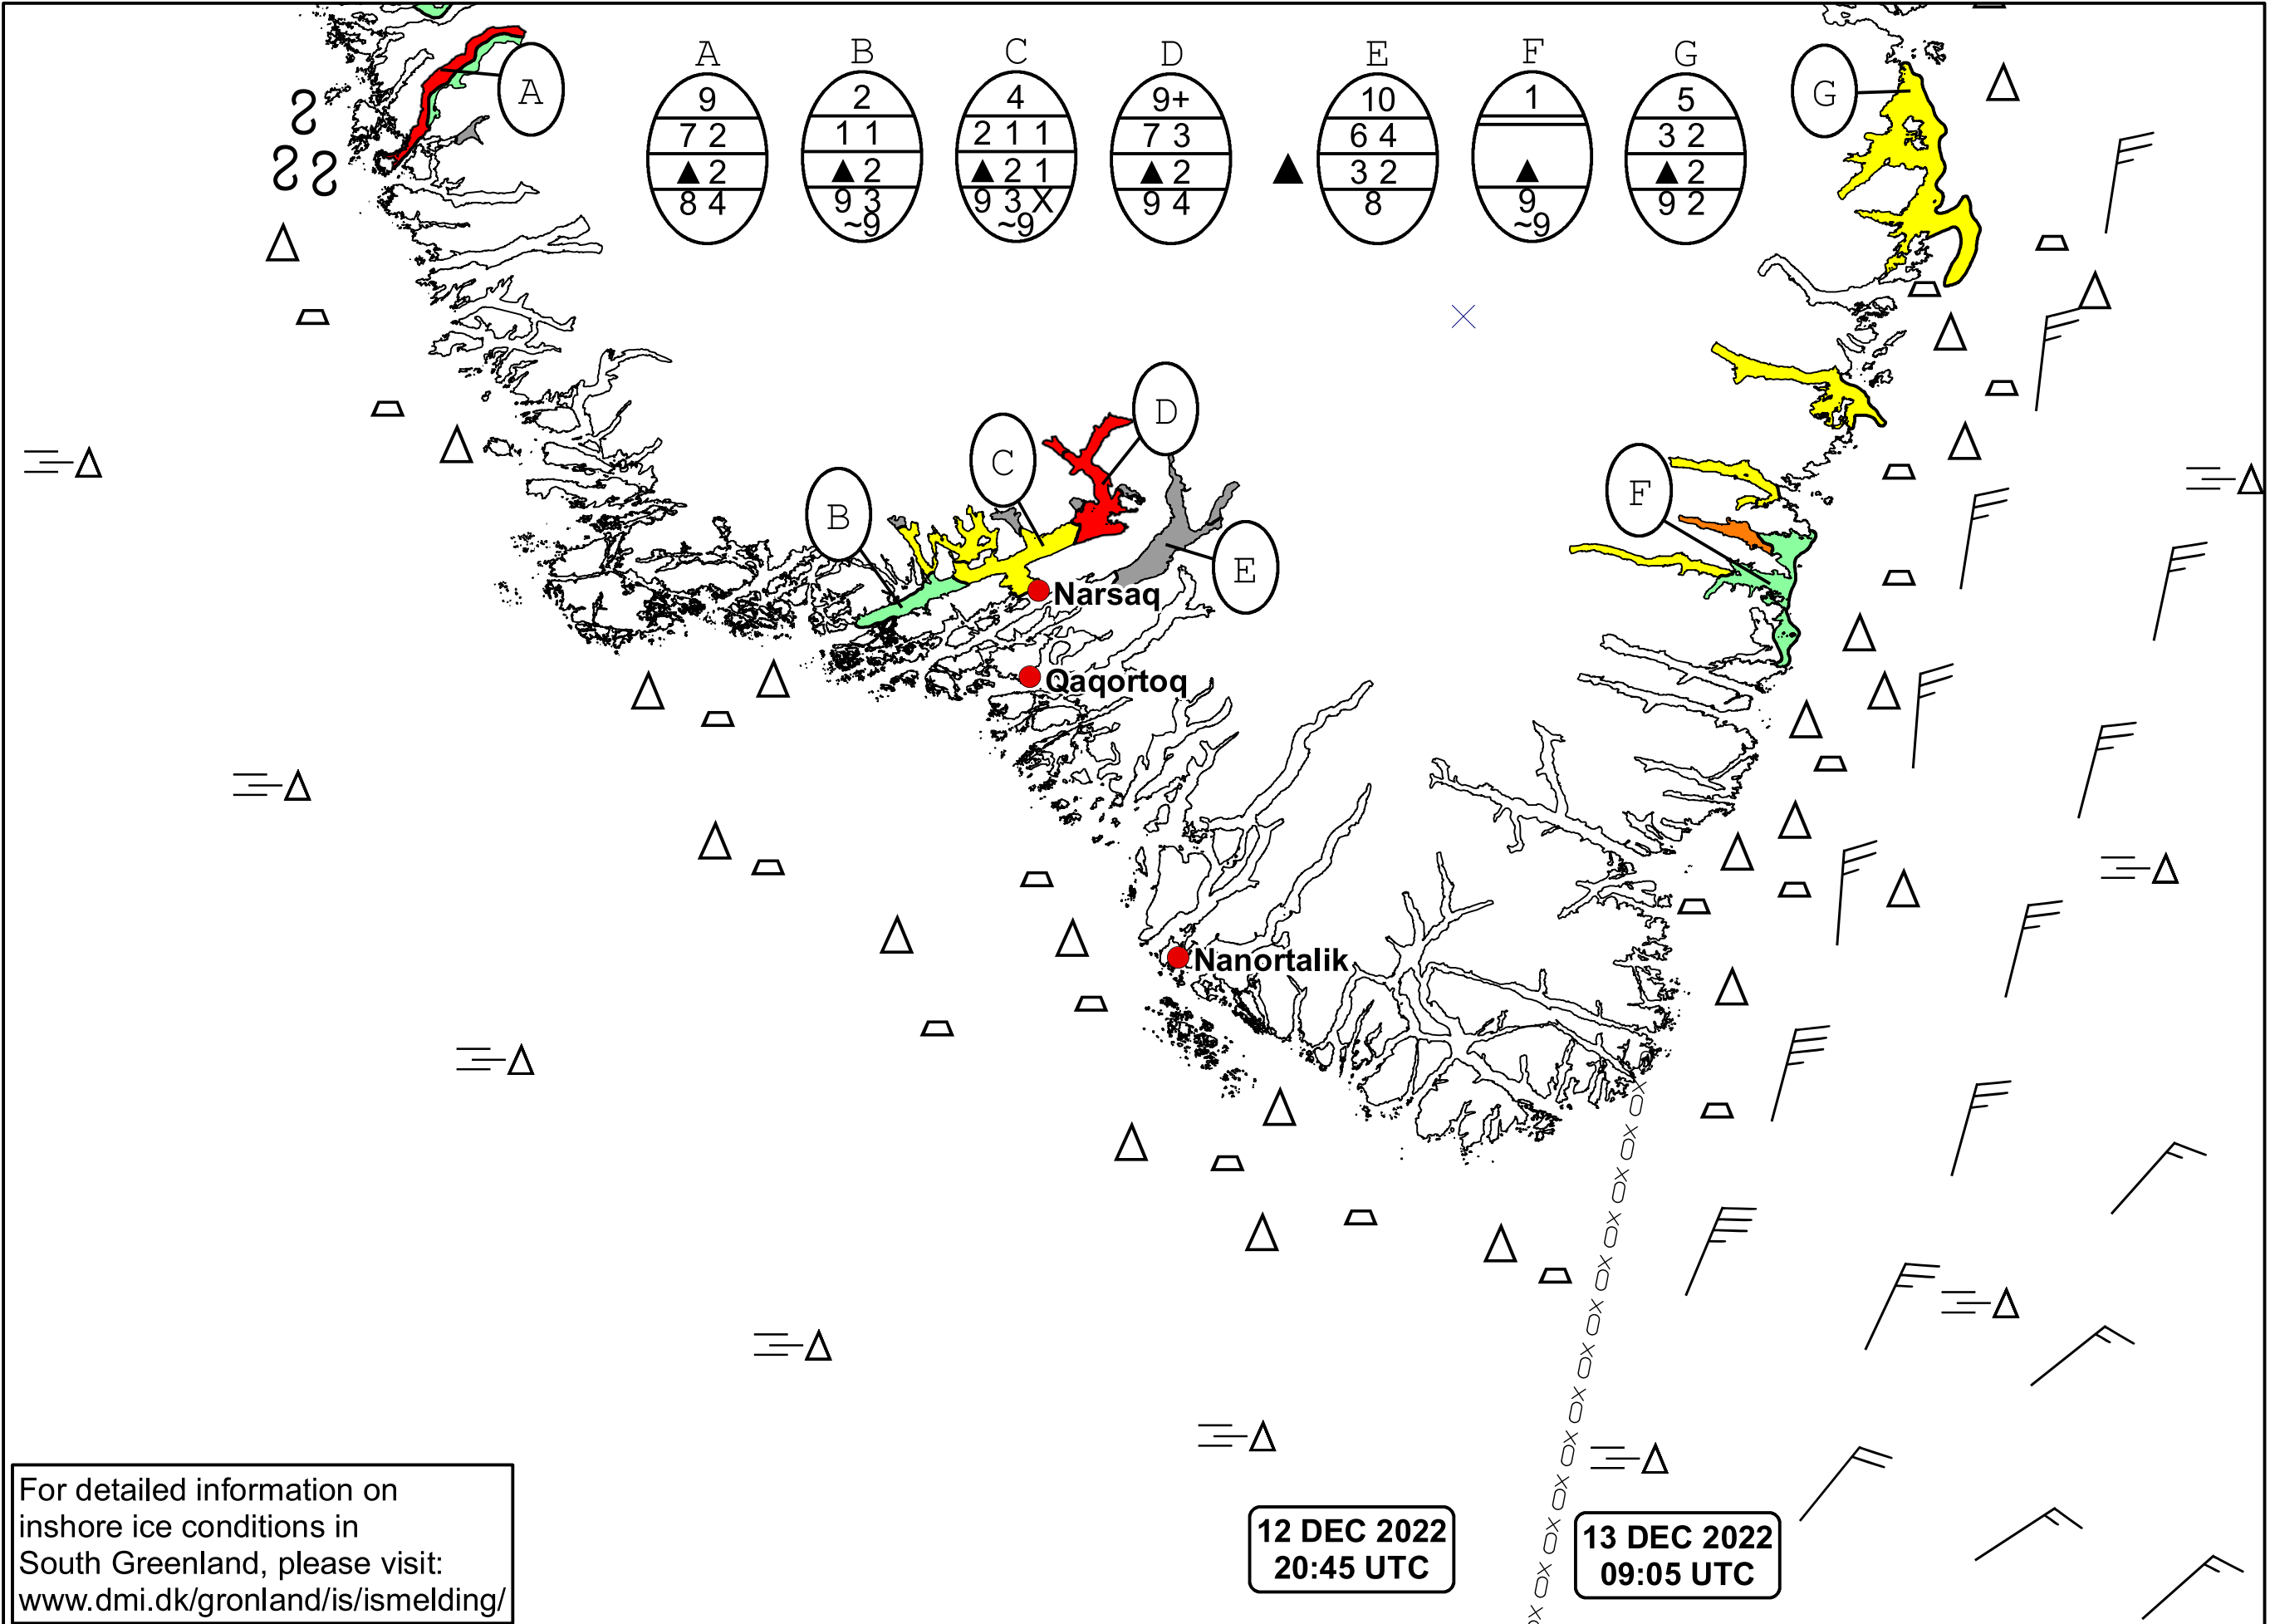 A B C D E F G
9 2 4 9+ 10 1 5
7 2 1 1 2 1 1 7 3 6 4 3 2
▲ 2 ▲ 2 ▲ 2 1 ▲ 2 ▲ 3 2 ▲ ▲ 2
8 4 9 3 9 3 X 9 4 8 9 9 2
~9 ~9 ~9
A
G
D
C
F
B
E
Narsaq
Qaqortoq
Nanortalik
For detailed information on
inshore ice conditions in
South Greenland, please visit:
www.dmi.dk/gronland/is/ismelding/
12 DEC 2022
20:45 UTC
13 DEC 2022
09:05 UTC